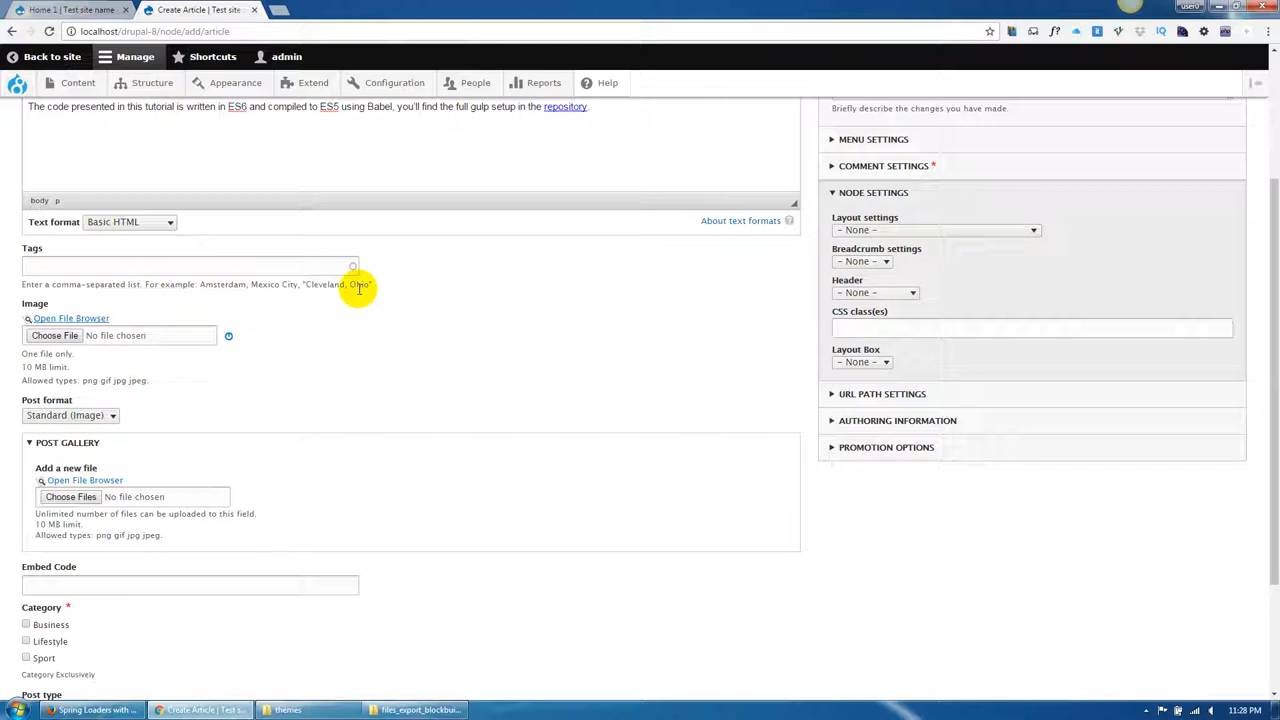 Home 1 | Test site name
Create Article | Test site
user0
localhost/drupal-8/node/add/article
Back to site
Manage
Shortcuts
admin
Content
Structure
Appearance
Extend
Configuration
People
Reports
Help
The code presented in this tutorial is written in ES6 and compiled to ES5 using Babel, you'll find the full gulp setup in the repository.
body p
Text format Basic HTML
About text formats
Tags
Enter a comma-separated list. For example: Amsterdam, Mexico City, "Cleveland, Ohio"
Image
Open File Browser
Choose File No file chosen
One file only.
10 MB limit.
Allowed types: png gif jpg jpeg.
Post format
Standard (Image)
POST GALLERY
Add a new file
Open File Browser
Choose Files No file chosen
Unlimited number of files can be uploaded to this field.
10 MB limit.
Allowed types: png gif jpg jpeg.
Embed Code
Category *
Business
Lifestyle
Sport
Category Exclusively
Post type
Briefly describe the changes you have made.
MENU SETTINGS
COMMENT SETTINGS *
NODE SETTINGS
Layout settings
- None -
Breadcrumb settings
- None -
Header
- None -
CSS class(es)
Layout Box
- None -
URL PATH SETTINGS
AUTHORING INFORMATION
PROMOTION OPTIONS
Spring Loaders with ...
Create Article | Test s...
themes
files_export_blockbui...
11:28 PM